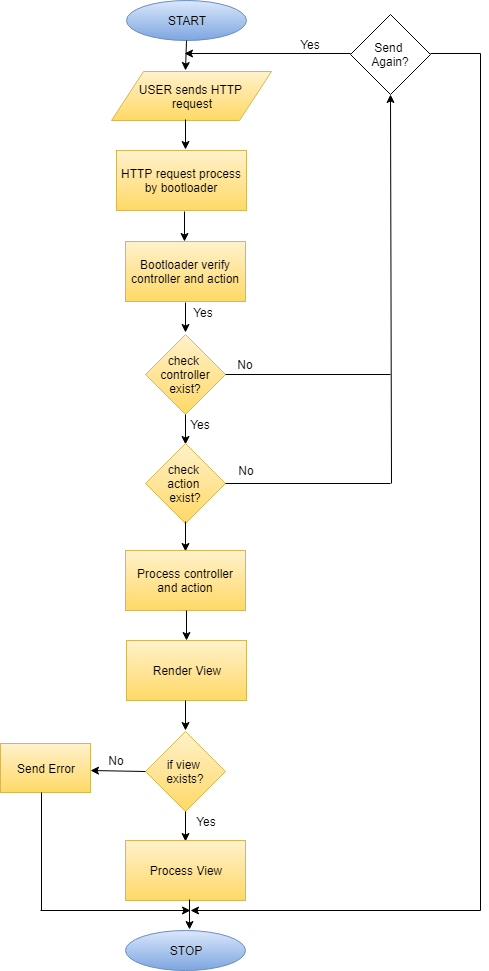 START
Yes
Send
Again?
USER sends HTTP
request
HTTP request process
by bootloader
Bootloader verify
controller and action
Yes
check
controller
exist?
No
Yes
check
action
exist?
No
Process controller
and action
Render View
if view
exists?
No
Send Error
Yes
Process View
STOP